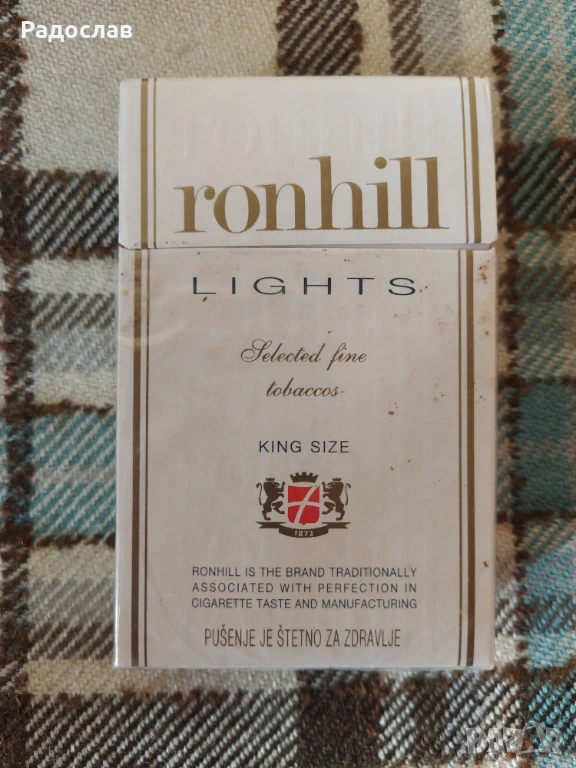 Радослав
ronhill
LIGHTS
Selected fine
tobaccos
KING SIZE
1873
RONHILL IS THE BRAND TRADITIONALLY
ASSOCIATED WITH PERFECTION IN
CIGARETTE TASTE AND MANUFACTURING
PUŠENJE JE ŠTETNO ZA ZDRAVLJE